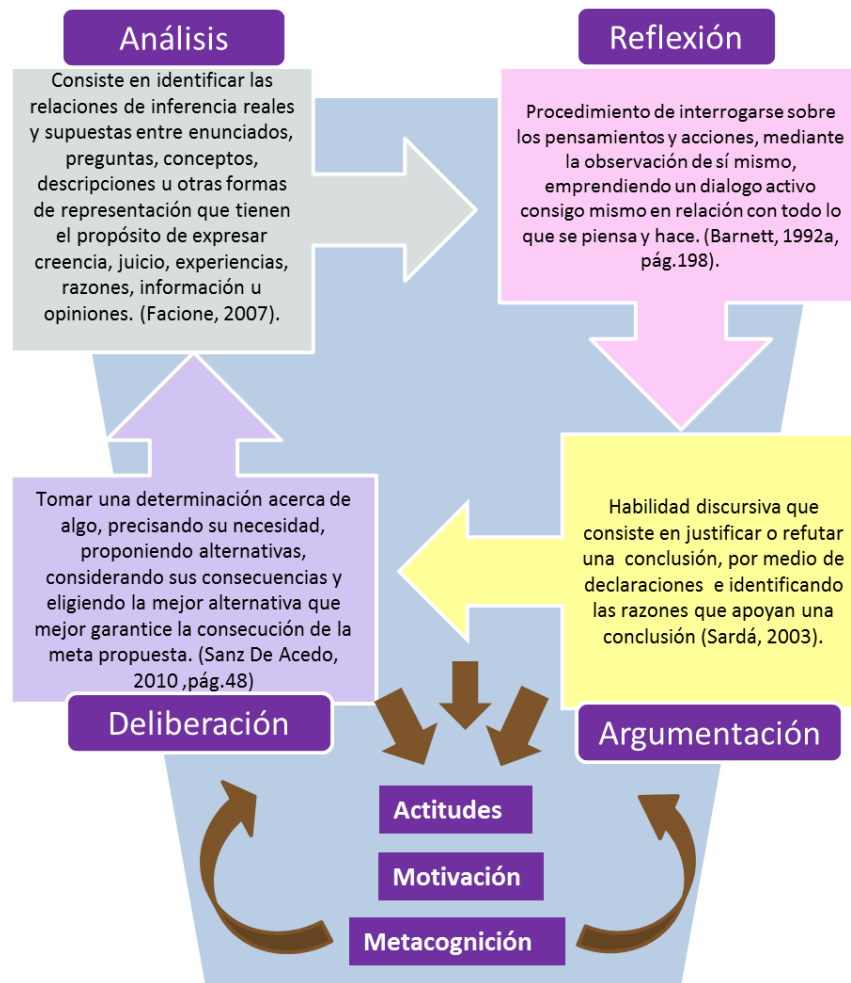 Análisis
Consiste en identificar las
relaciones de inferencia reales
y supuestas entre enunciados,
preguntas, conceptos,
descripciones u otras formas
de representación que tienen
el propósito de expresar
creencia, juicio, experiencias,
razones, información u
opiniones. (Facione, 2007).
Reflexión
Procedimiento de interrogarse sobre
los pensamientos y acciones, mediante
la observación de sí mismo,
emprendiendo un dialogo activo
consigo mismo en relación con todo lo
que se piensa y hace. (Barnett, 1992a,
pág.198).
Tomar una determinación acerca de
algo, precisando su necesidad,
proponiendo alternativas,
considerando sus consecuencias y
eligiendo la mejor alternativa que
mejor garantice la consecución de la
meta propuesta. (Sanz De Acedo,
2010 ,pág.48)
Deliberación
Habilidad discursiva que
consiste en justificar o refutar
una conclusión, por medio de
declaraciones e identificando
las razones que apoyan una
conclusión (Sardá, 2003).
Argumentación
Actitudes
Motivación
Metacognición